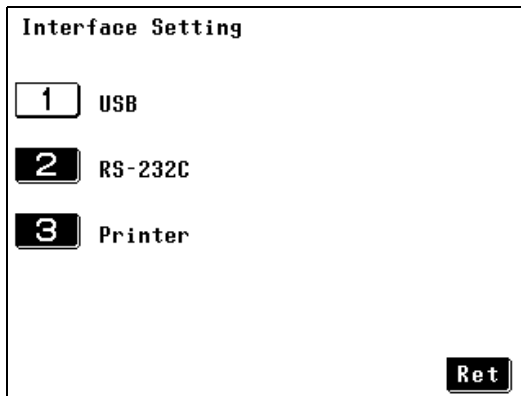 Interface Setting
1 USB
2 RS-232C
3 Printer
Ret